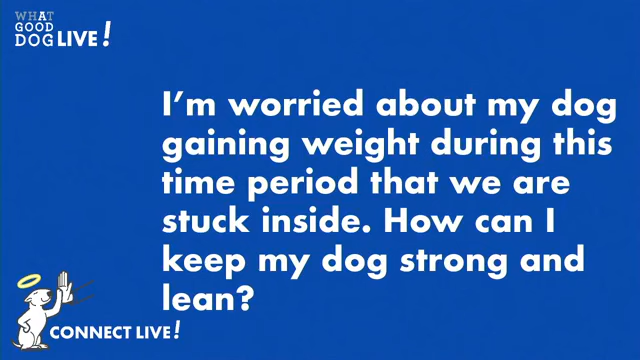 WHAT
GOOD
DOG LIVE!
I'm worried about my dog
gaining weight during this
time period that we are
stuck inside. How can I
keep my dog strong and
lean?
CONNECT LIVE!